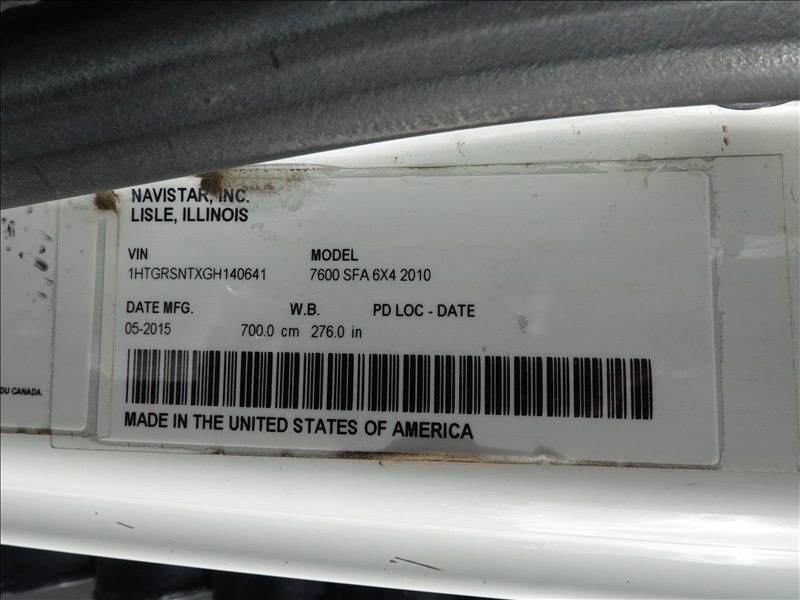 NAVISTAR, INC.
LISLE, ILLINOIS
VIN MODEL
1HTGRSNTXGH140641 7600 SFA 6X4 2010
DATE MFG. W.B. PD LOC - DATE
05-2015 700.0 cm 276.0 in
MADE IN THE UNITED STATES OF AMERICA
DU CANADA.